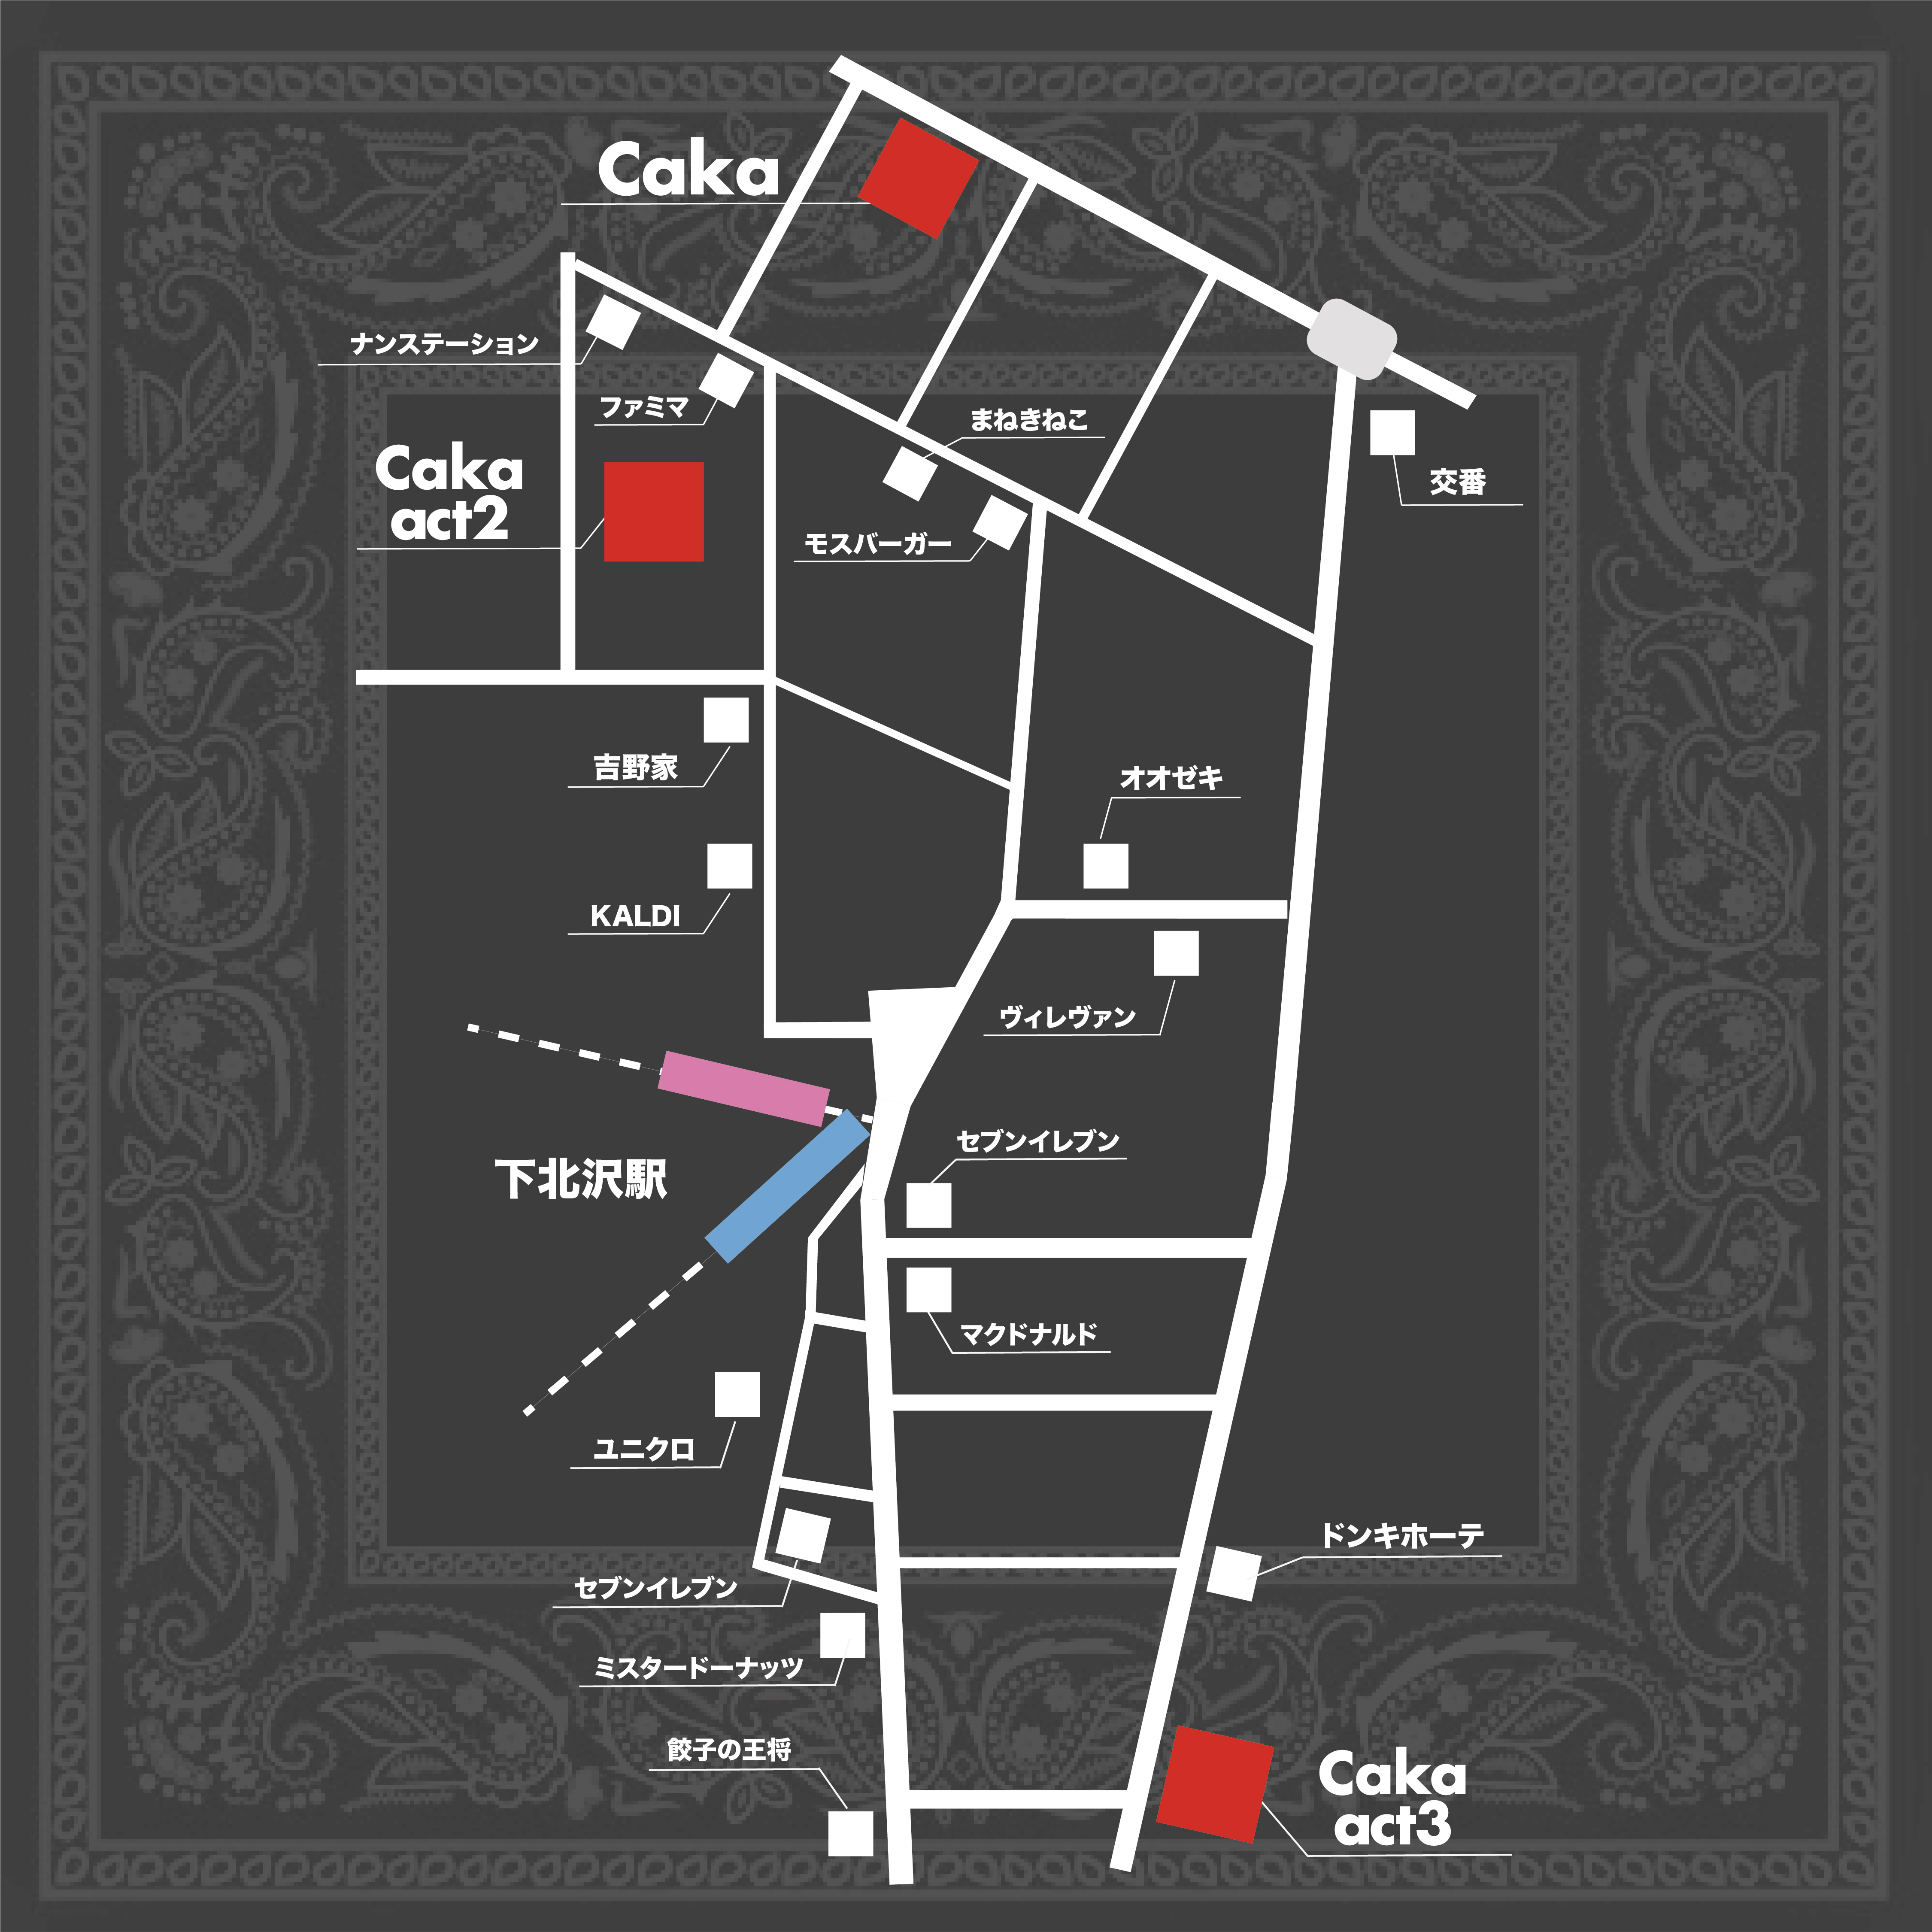 Caka
ナンステーション
ファミマ
まねきねこ
Caka
act2
交番
モスバーガー
吉野家
オオゼキ
KALDI
ヴィレヴァン
セブンイレブン
下北沢駅
マクドナルド
ユニクロ
ドンキホーテ
セブンイレブン
ミスタードーナッツ
餃子の王将
Caka
act3